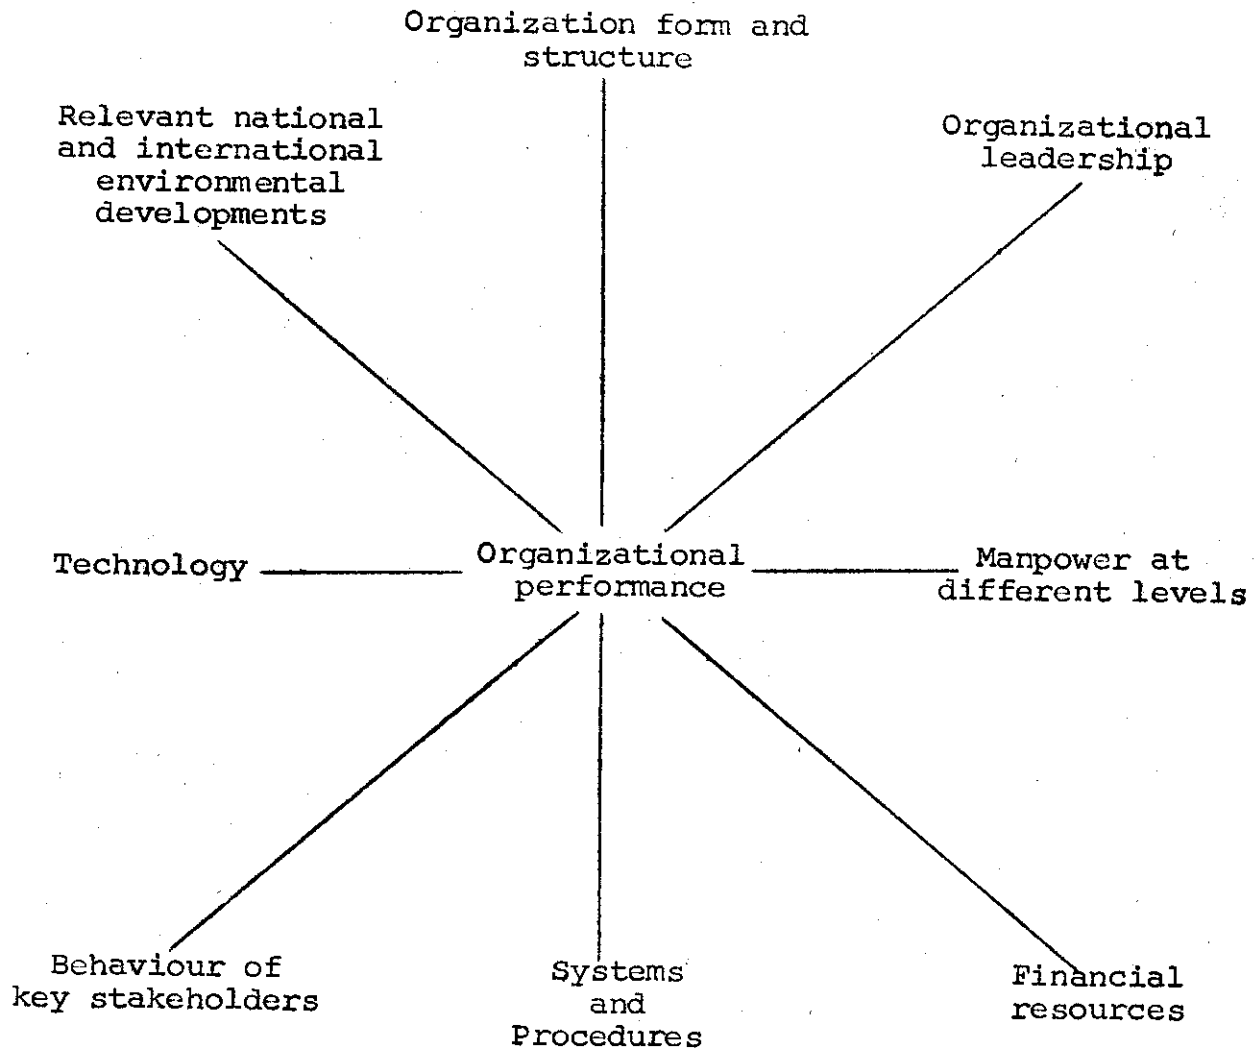 Organization form and
structure
Relevant national
and international
environmental
developments
Organizational
leadership
Technology
Organizational
performance
Manpower at
different levels
Behaviour of
key stakeholders
Systems
and
Procedures
Financial
resources